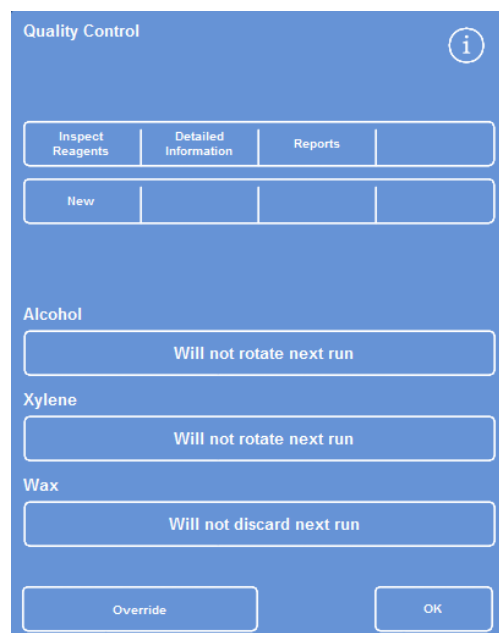 Quality Control
i
Inspect
Reagents
Detailed
Information
Reports
New
Alcohol
Will not rotate next run
Xylene
Will not rotate next run
Wax
Will not discard next run
Override
OK